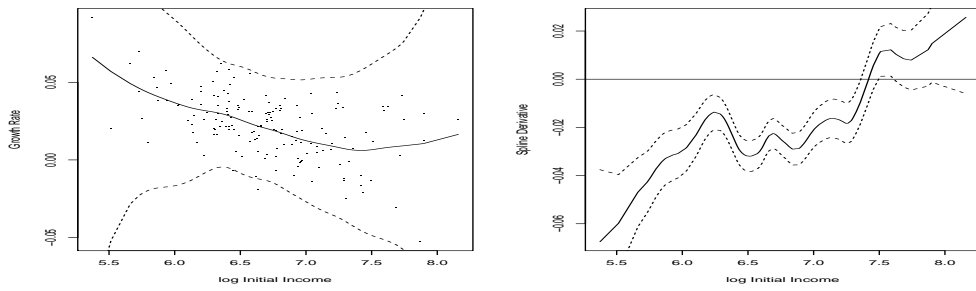 Growth Rate
0.05
0.00
−0.05
5.5 6.0 6.5 7.0 7.5 8.0
log Initial Income
Spline Derivative
0.02
0.00
−0.02
−0.04
−0.06
5.5 6.0 6.5 7.0 7.5 8.0
log Initial Income